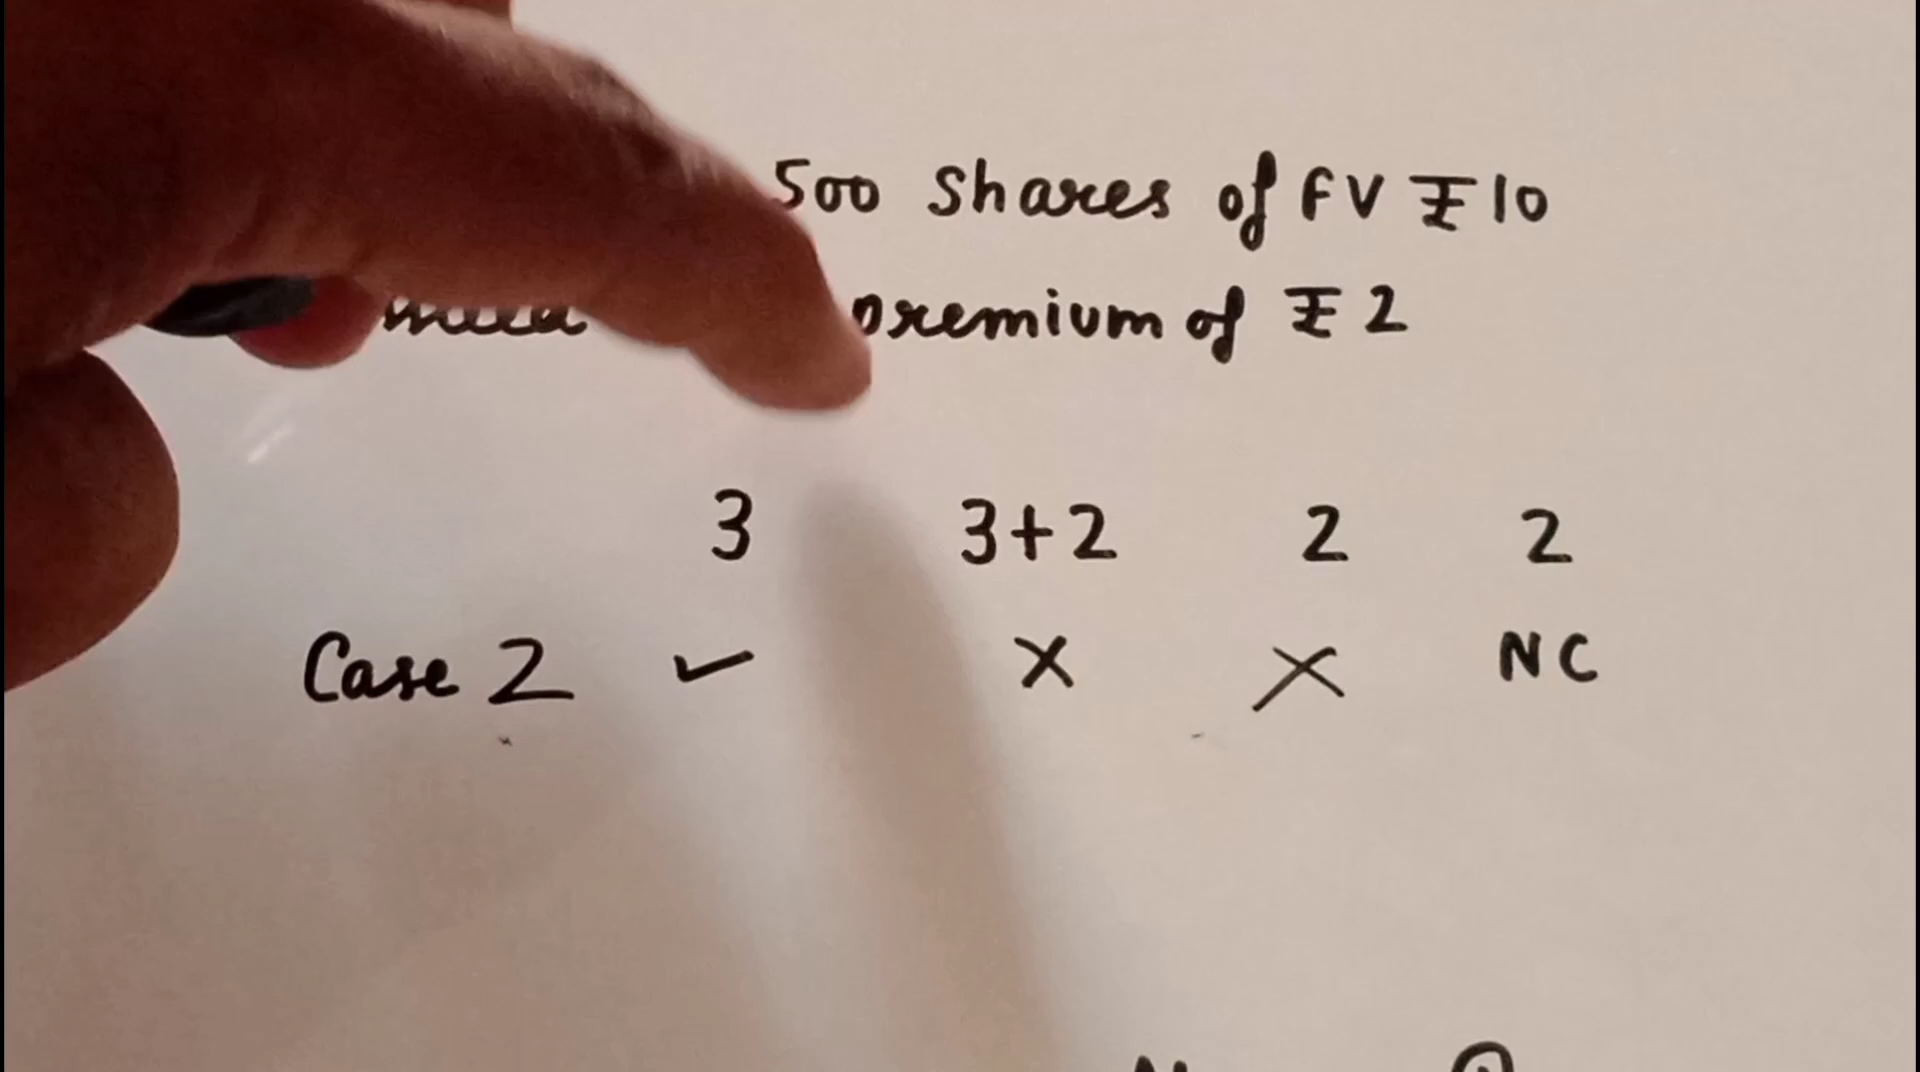 500 shares of FV ₹10
premium of ₹2
3 3+2 2 2
Case 2 ✓ X X NC